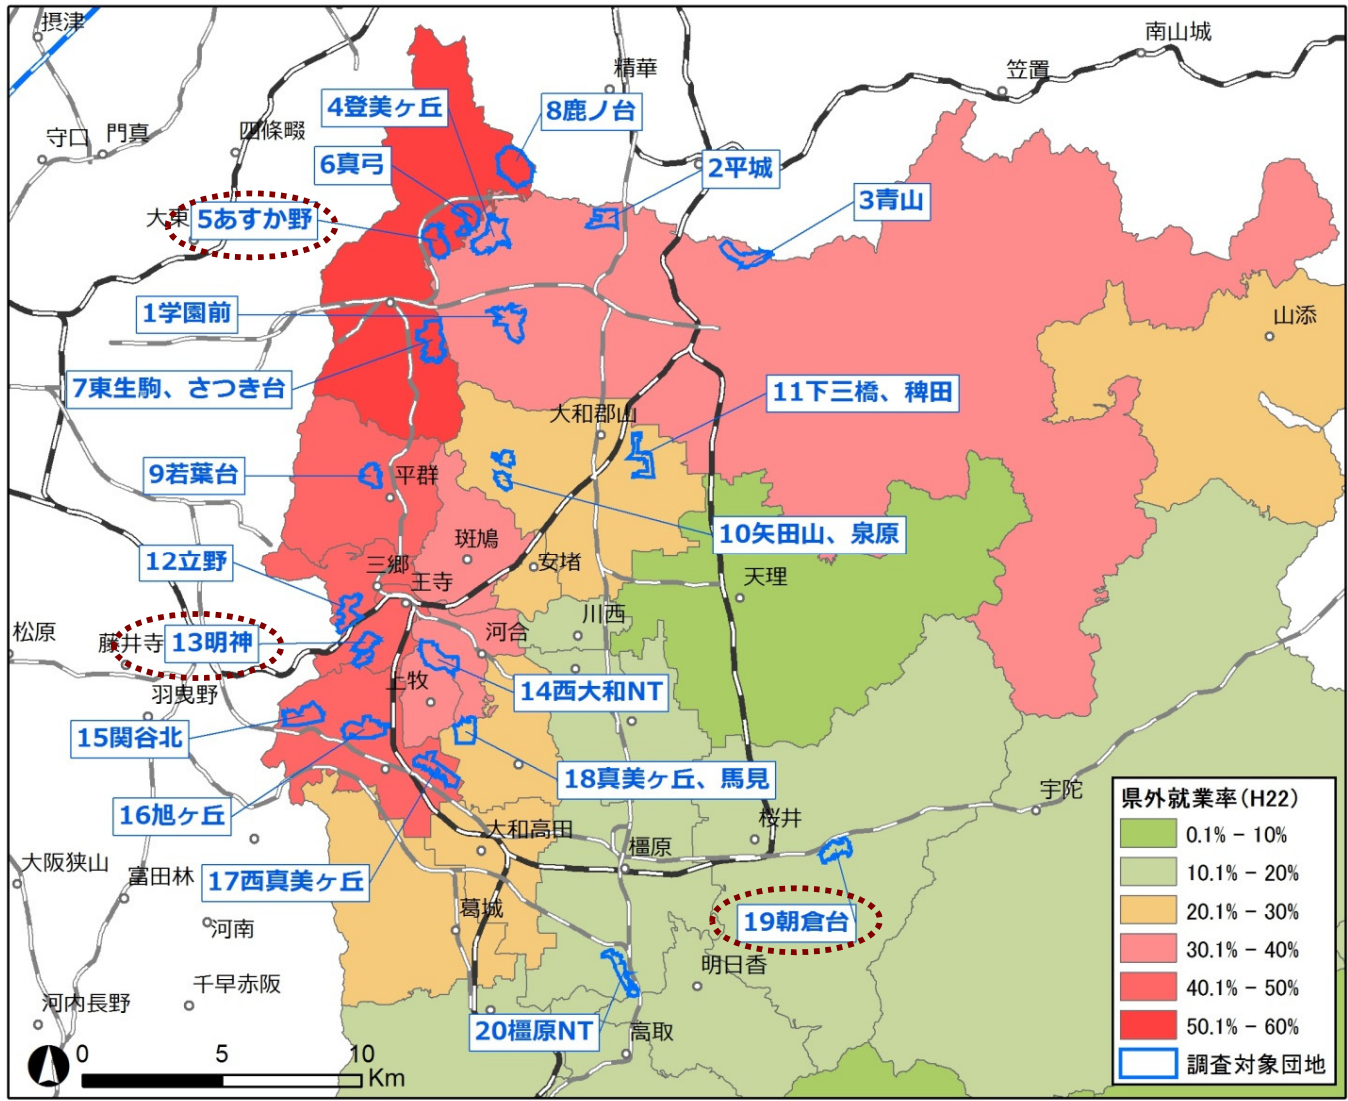 摂津
南山城
精華
笠置
4登美ヶ丘
8鹿ノ台
守口
門真
四條畷
6真弓
2平城
3青山
大東
5あすか野
1学園前
山添
7東生駒、さつき台
11下三橋、稗田
大和郡山
9若葉台
平群
斑鳩
10矢田山、泉原
12立野
三郷
王寺
安堵
天理
川西
松原
藤井寺
13明神
河合
羽曳野
上牧
14西大和NT
15関谷北
18真美ヶ丘、馬見
宇陀
16旭ヶ丘
大和高田
橿原
桜井
大阪狭山
富田林
17西真美ヶ丘
葛城
19朝倉台
河南
明日香
千早赤阪
河内長野
20橿原NT
高取
県外就業率(H22)
0.1% - 10%
10.1% - 20%
20.1% - 30%
30.1% - 40%
40.1% - 50%
50.1% - 60%
調査対象団地
0 5 10
Km